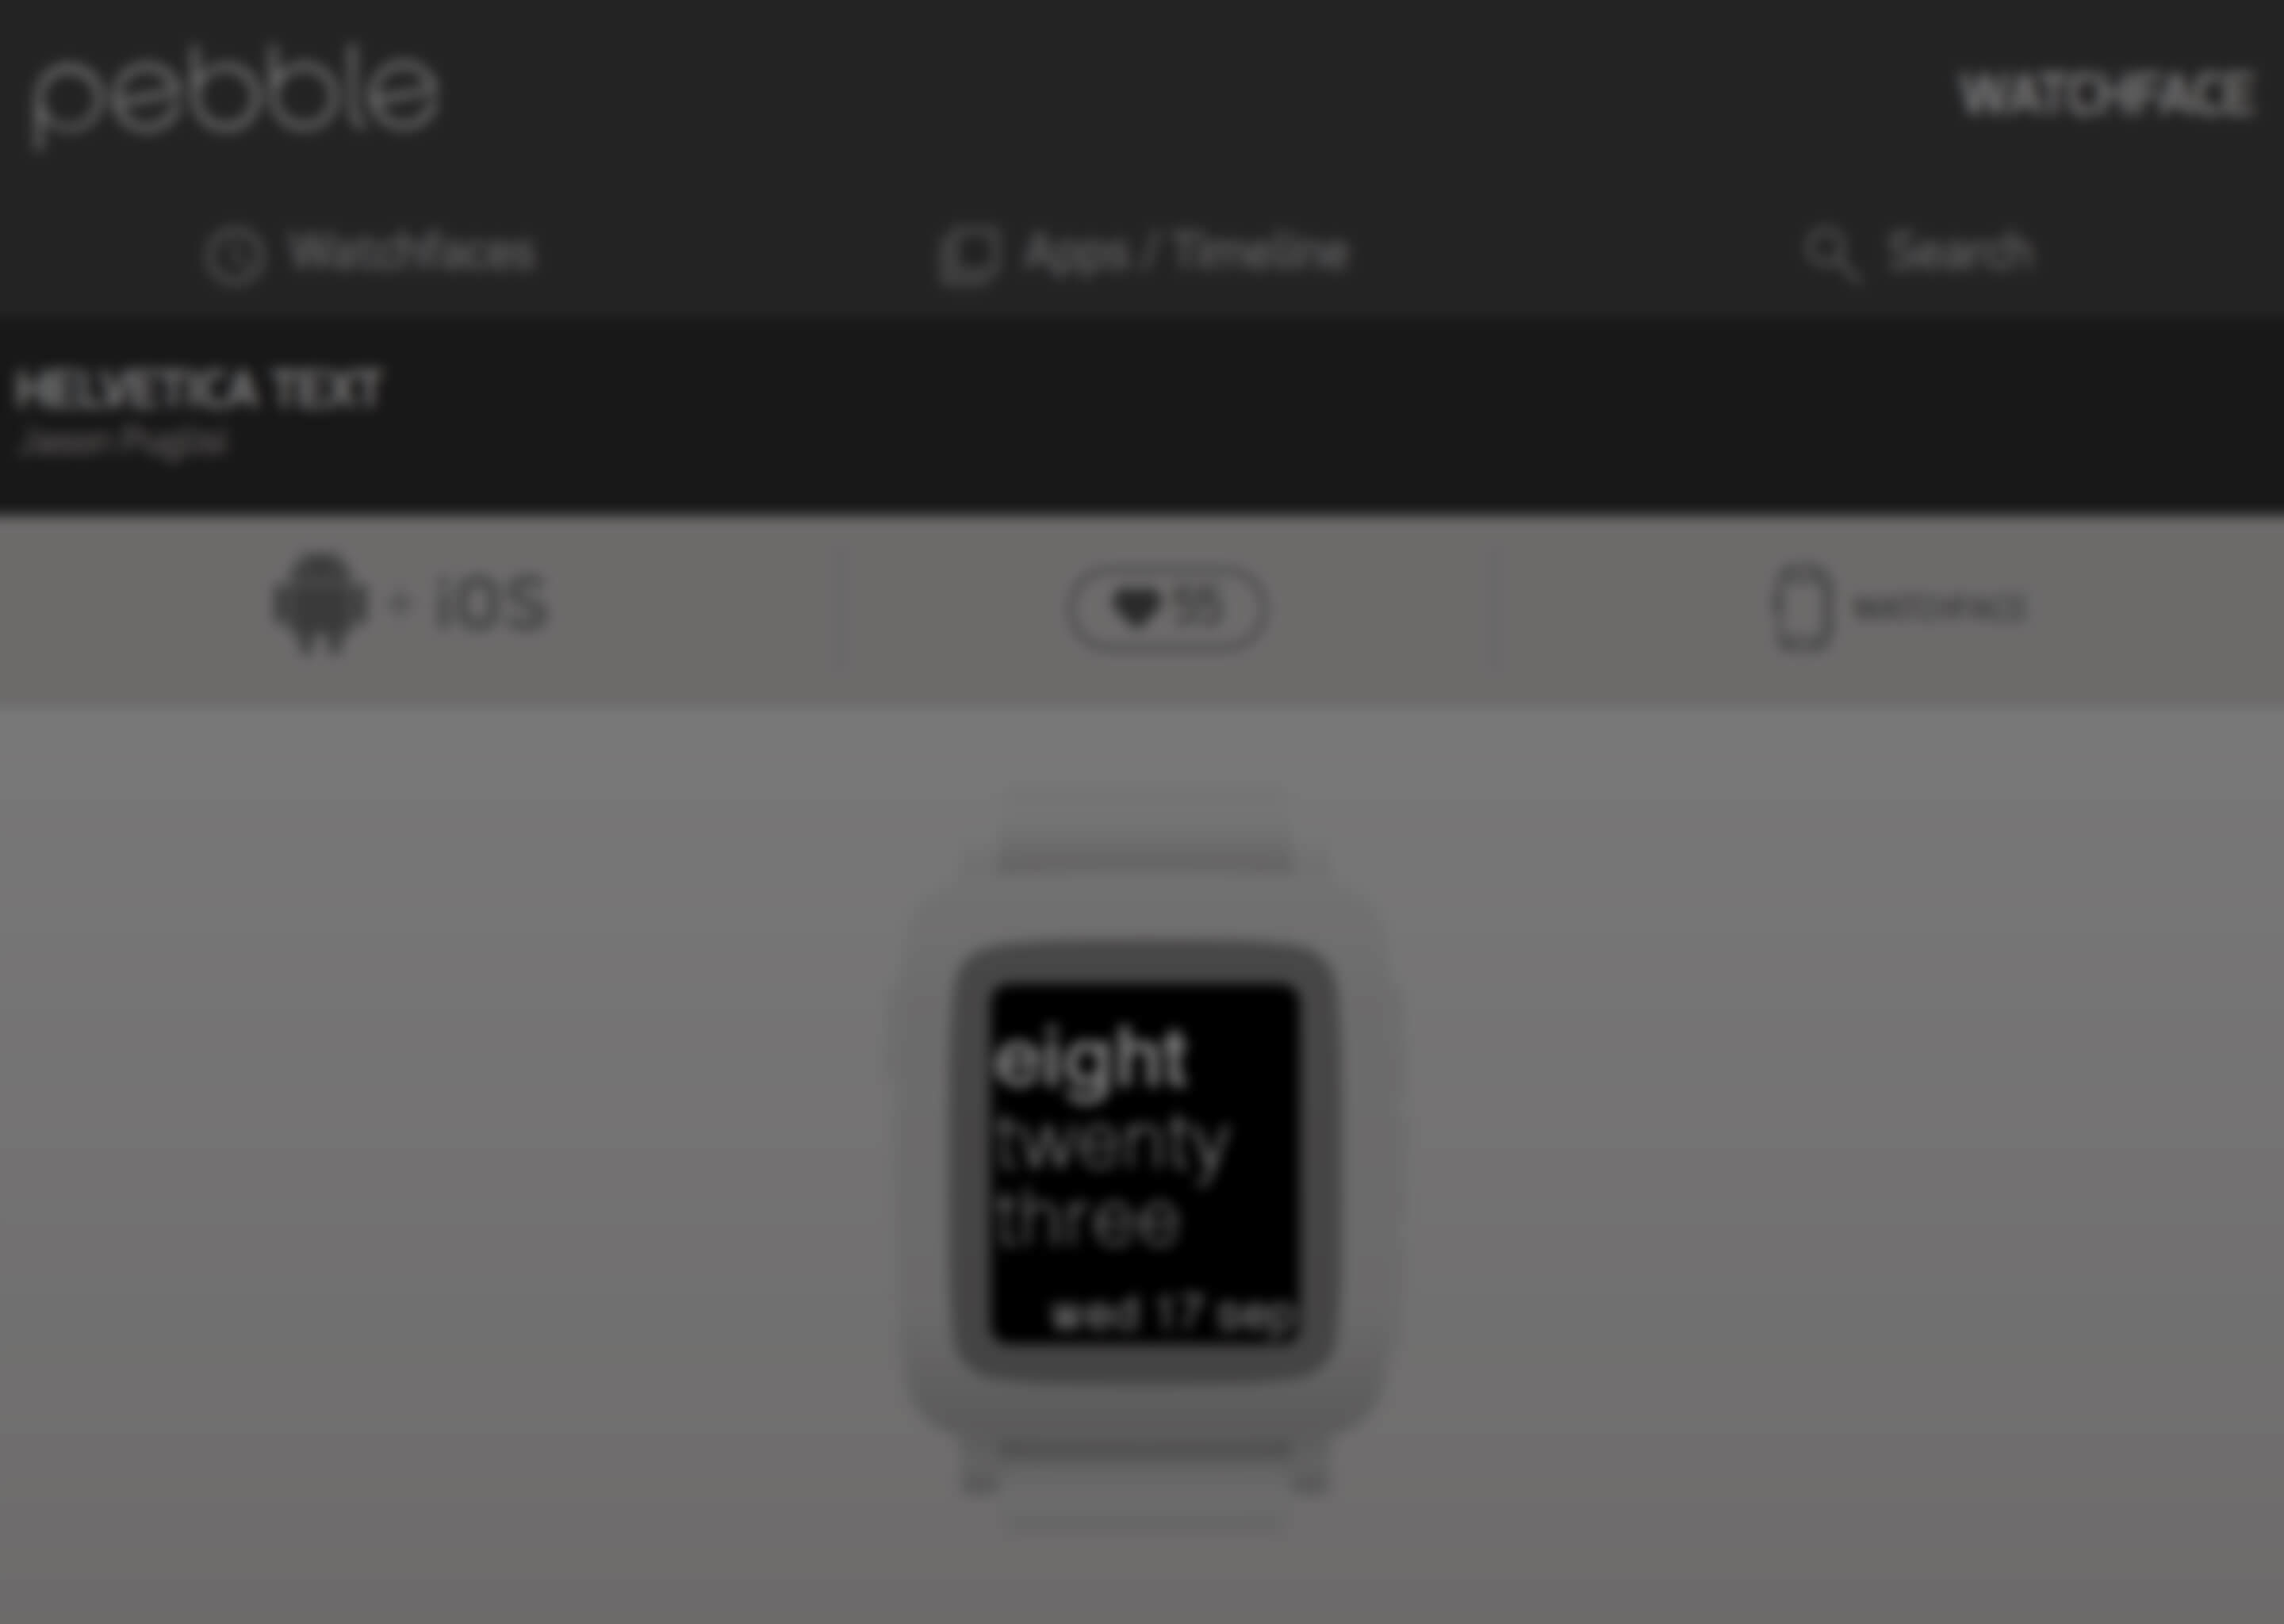 pebble
WATCHFACE
Watchfaces
Apps / Timeline
Search
HELVETICA TEXT
Jason Puglisi
+ iOS
55
WATCHFACE
eight
twenty
three
wed 17 sep